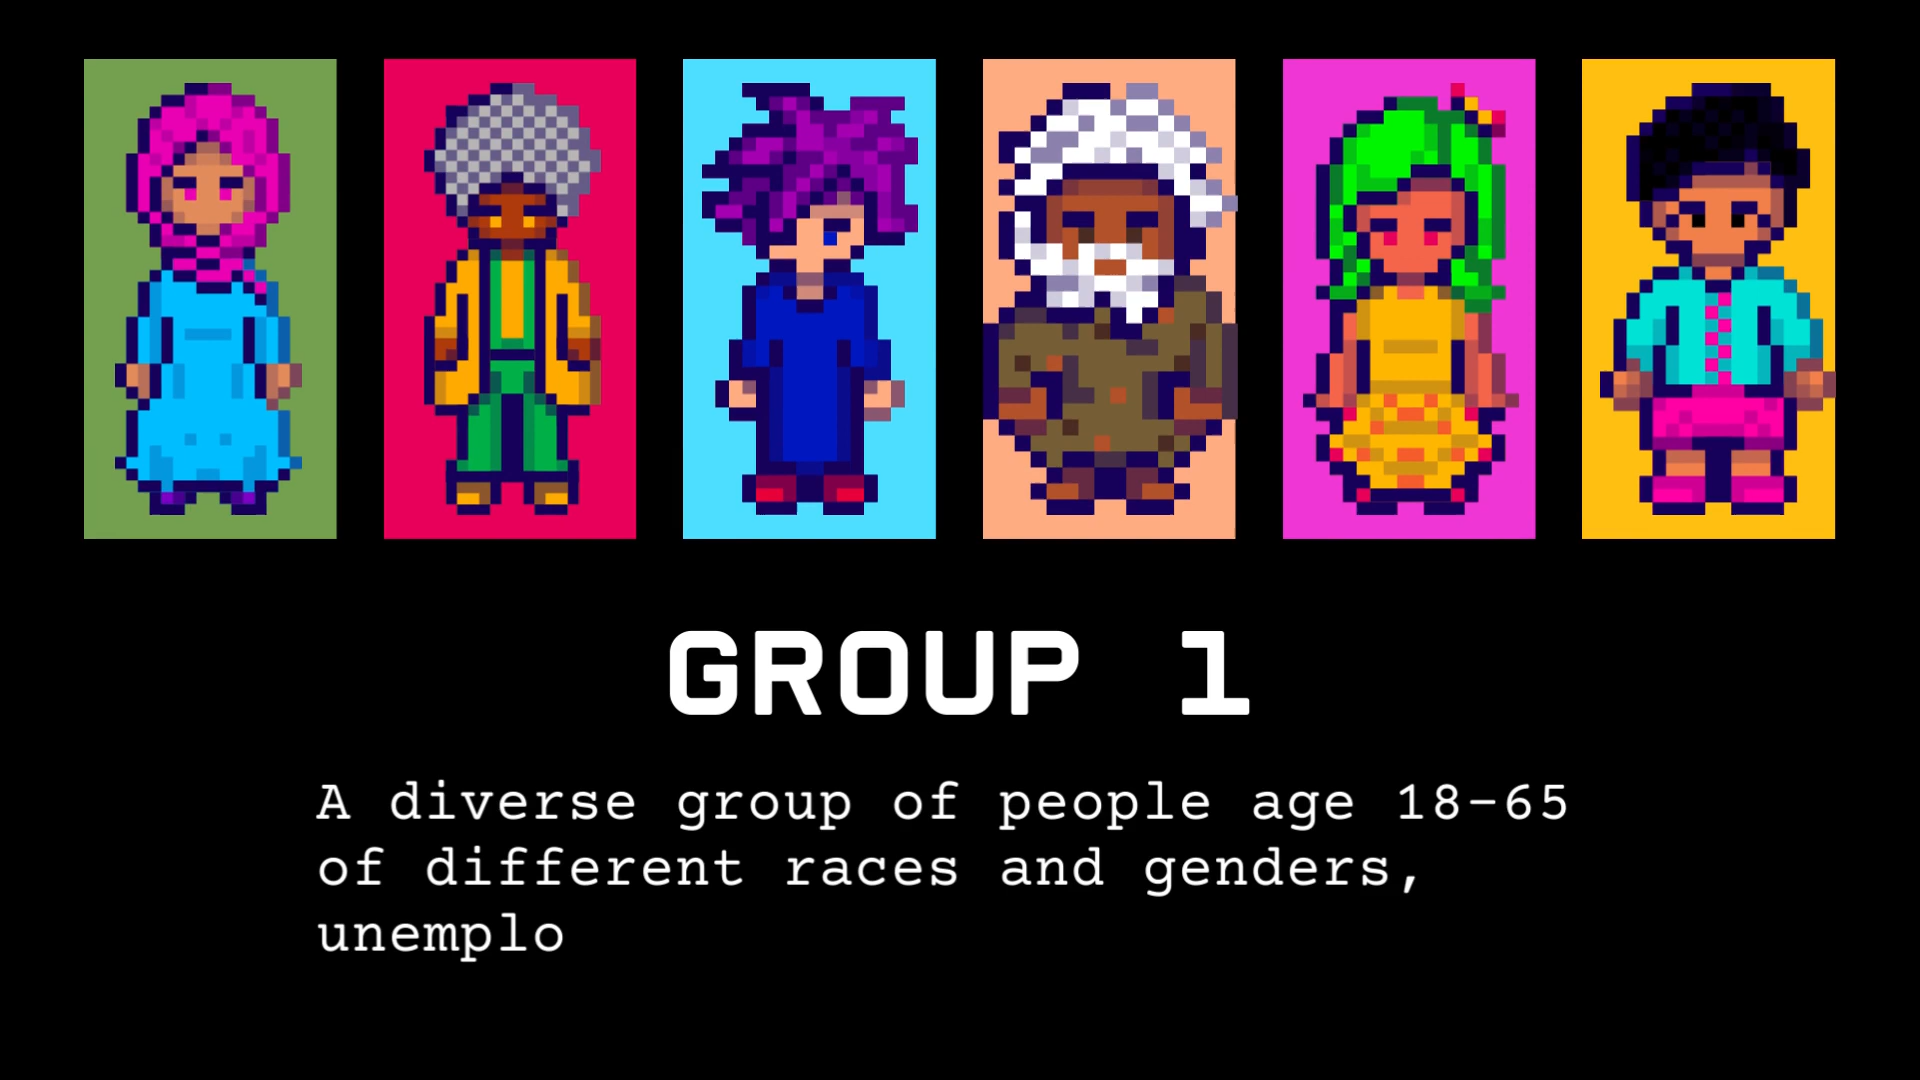 GROUP 1
A diverse group of people age 18-65
of different races and genders,
unemplo